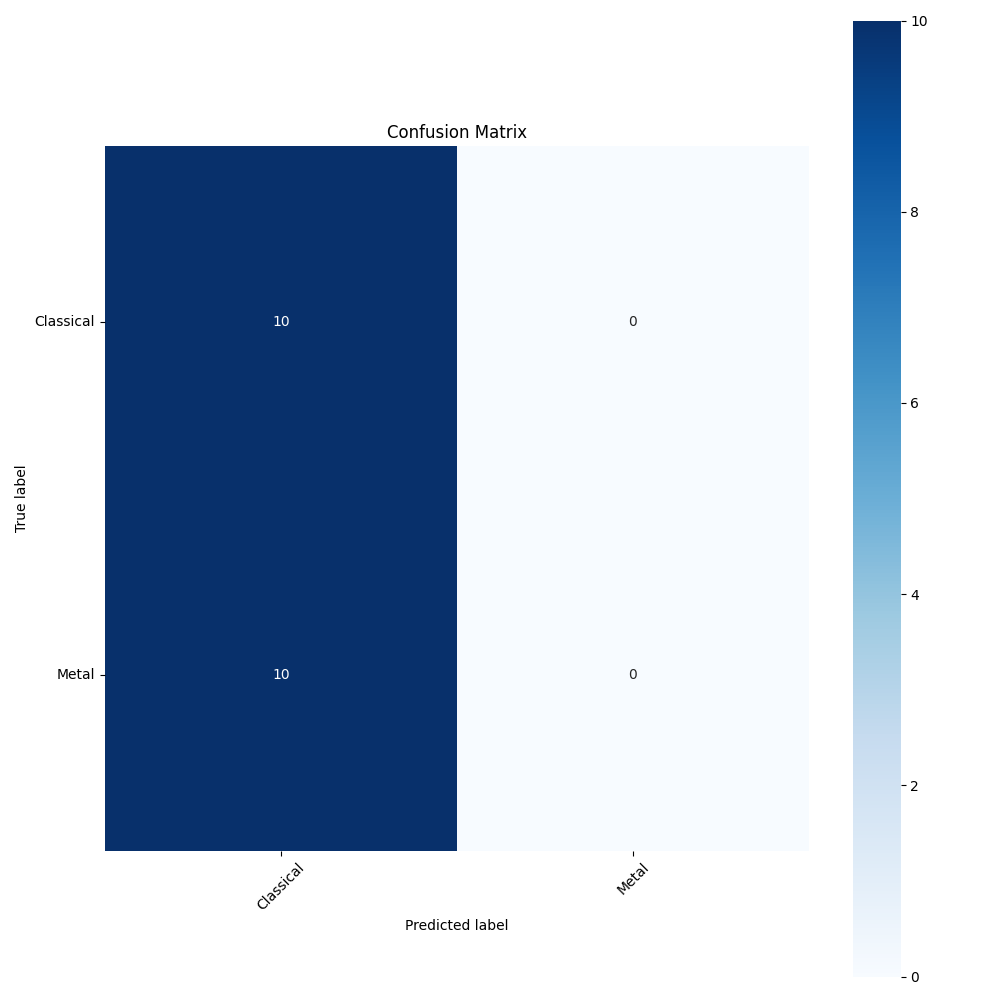 Confusion Matrix
True label
Classical
10
0
Metal
10
0
Classical
Metal
Predicted label
10
8
6
4
2
0